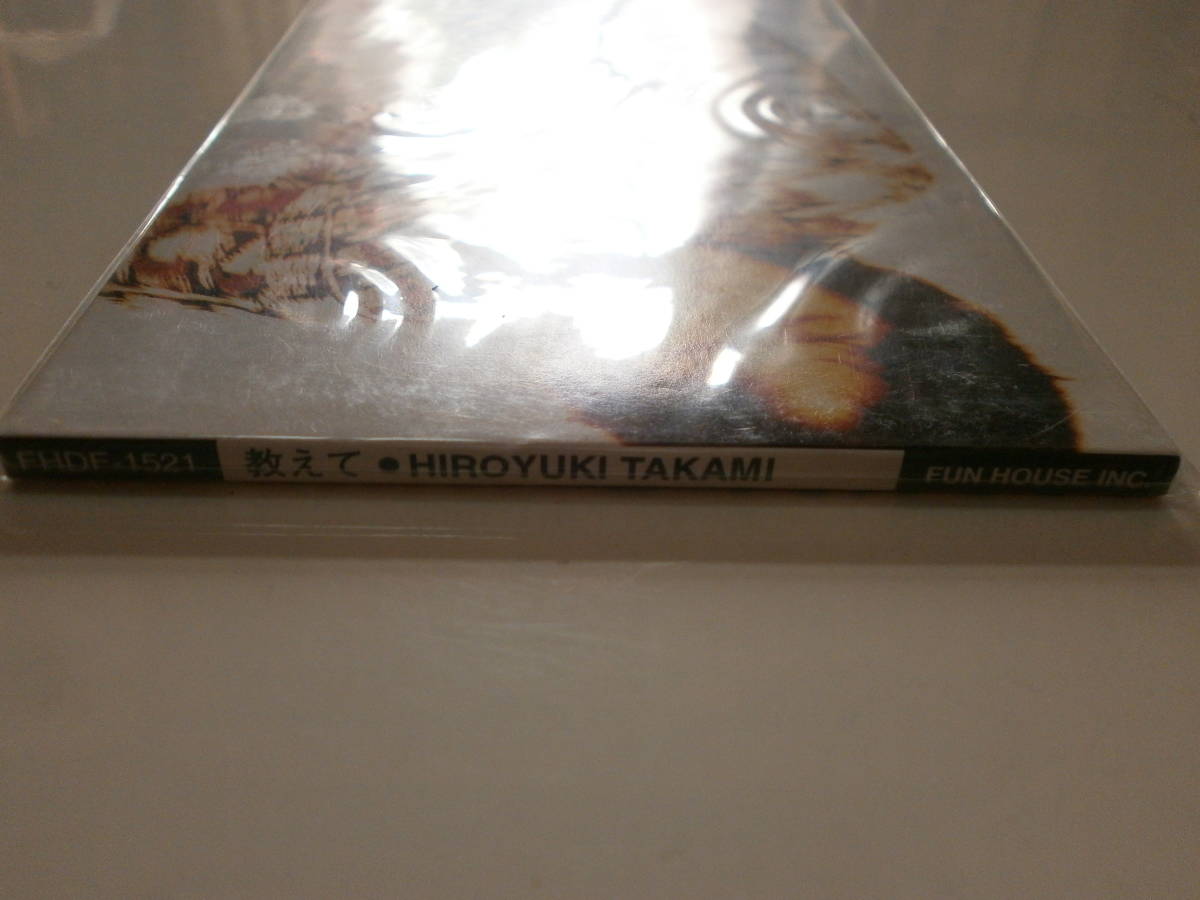 FHDF-1521 教えて ● HIROYUKI TAKAMI FUN HOUSE INC.